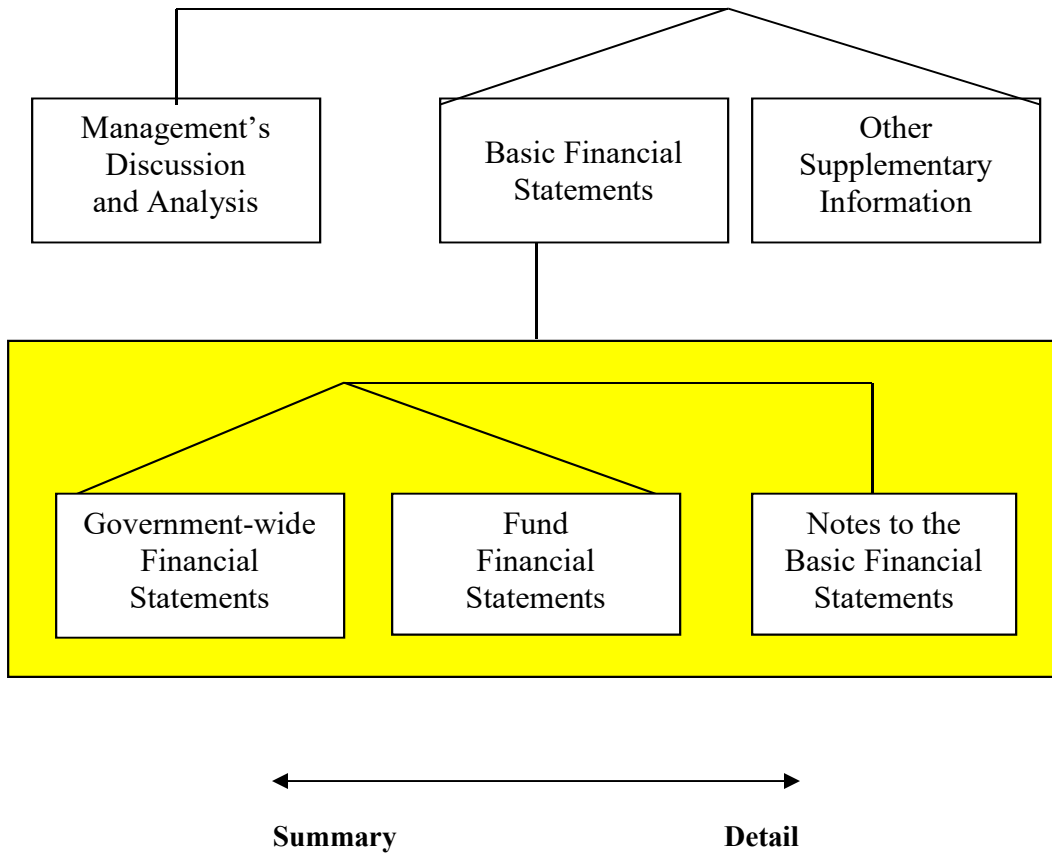 Management’s
Discussion
and Analysis
Basic Financial
Statements
Other
Supplementary
Information
Government-wide
Financial
Statements
Fund
Financial
Statements
Notes to the
Basic Financial
Statements
Summary
Detail